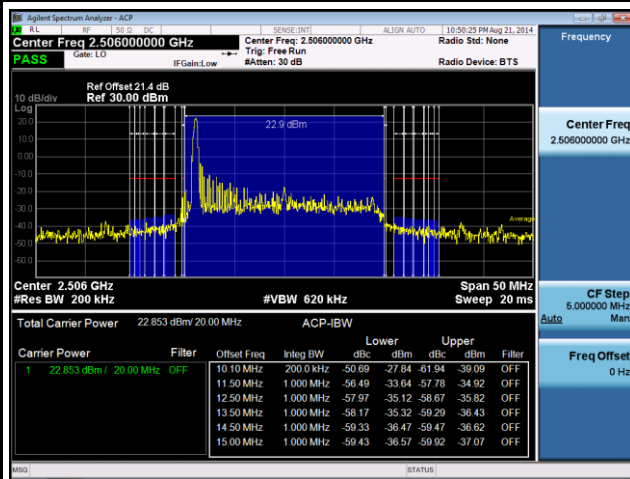 Agilent Spectrum Analyzer - ACP
RL RF 50 Ω DC SENSE:INT ALIGN AUTO 10:50:25 PM Aug 21, 2014
Center Freq 2.506000000 GHz Center Freq: 2.506000000 GHz Radio Std: None
Trig: Free Run
PASS Gate: LO IFGain:Low #Atten: 30 dB Radio Device: BTS
Ref Offset 21.4 dB
10 dB/div Ref 30.00 dBm
Log
20.0
10.0
0.00
-10.0
-20.0
-30.0
-40.0
-50.0
-60.0
22.9 dBm
Average
Center 2.506 GHz Span 50 MHz
#Res BW 200 kHz #VBW 620 kHz Sweep 20 ms
Total Carrier Power 22.853 dBm/ 20.00 MHz ACP-IBW
Lower Upper
Carrier Power Filter Offset Freq Integ BW dBc dBm dBc dBm Filter
1 22.853 dBm / 20.00 MHz OFF
10.10 MHz 200.0 kHz -50.69 -27.84 -61.94 -39.09 OFF
11.50 MHz 1.000 MHz -56.49 -33.64 -57.78 -34.92 OFF
12.50 MHz 1.000 MHz -57.97 -35.12 -58.67 -35.82 OFF
13.50 MHz 1.000 MHz -58.17 -35.32 -59.29 -36.43 OFF
14.50 MHz 1.000 MHz -59.33 -36.47 -59.47 -36.62 OFF
15.00 MHz 1.000 MHz -59.43 -36.57 -59.92 -37.07 OFF
MSG STATUS
Frequency
Center Freq
2.506000000 GHz
CF Step
5.000000 MHz
Auto Man
Freq Offset
0 Hz